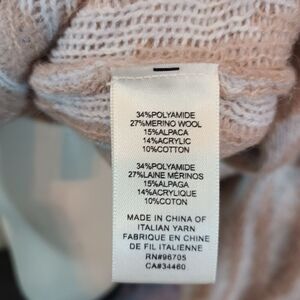 34%POLYAMIDE
27%MERINO WOOL
15%ALPACA
14%ACRYLIC
10%COTTON
34%POLYAMIDE
27%LAINE MÉRINOS
15%ALPAGA
14%ACRYLIQUE
10%COTON
MADE IN CHINA OF
ITALIAN YARN
FABRIQUE EN CHINE
DE FIL ITALIENNE
RN#96705
CA#34460